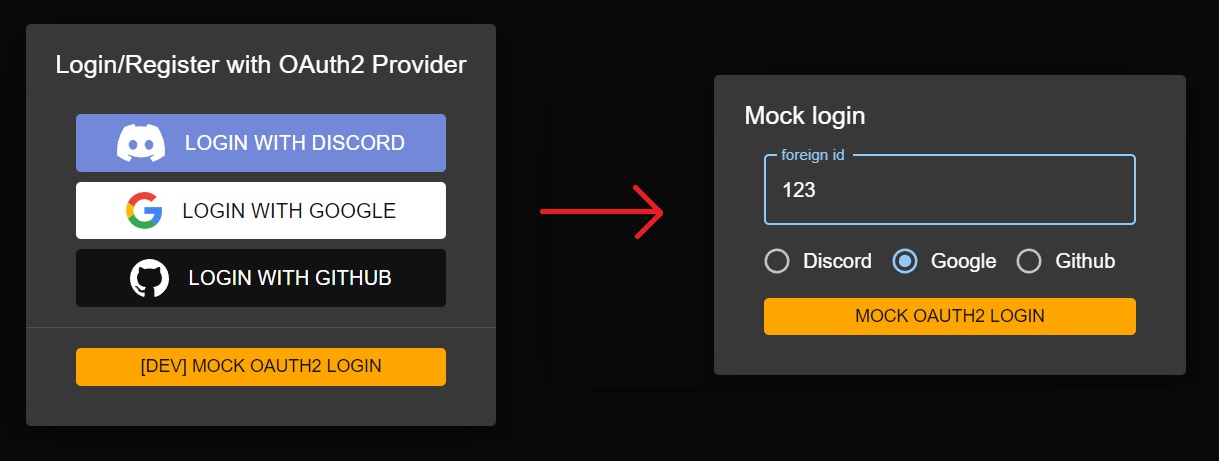 Login/Register with OAuth2 Provider
LOGIN WITH DISCORD
LOGIN WITH GOOGLE
LOGIN WITH GITHUB
[DEV] MOCK OAUTH2 LOGIN
Mock login
foreign id
123
Discord Google Github
MOCK OAUTH2 LOGIN